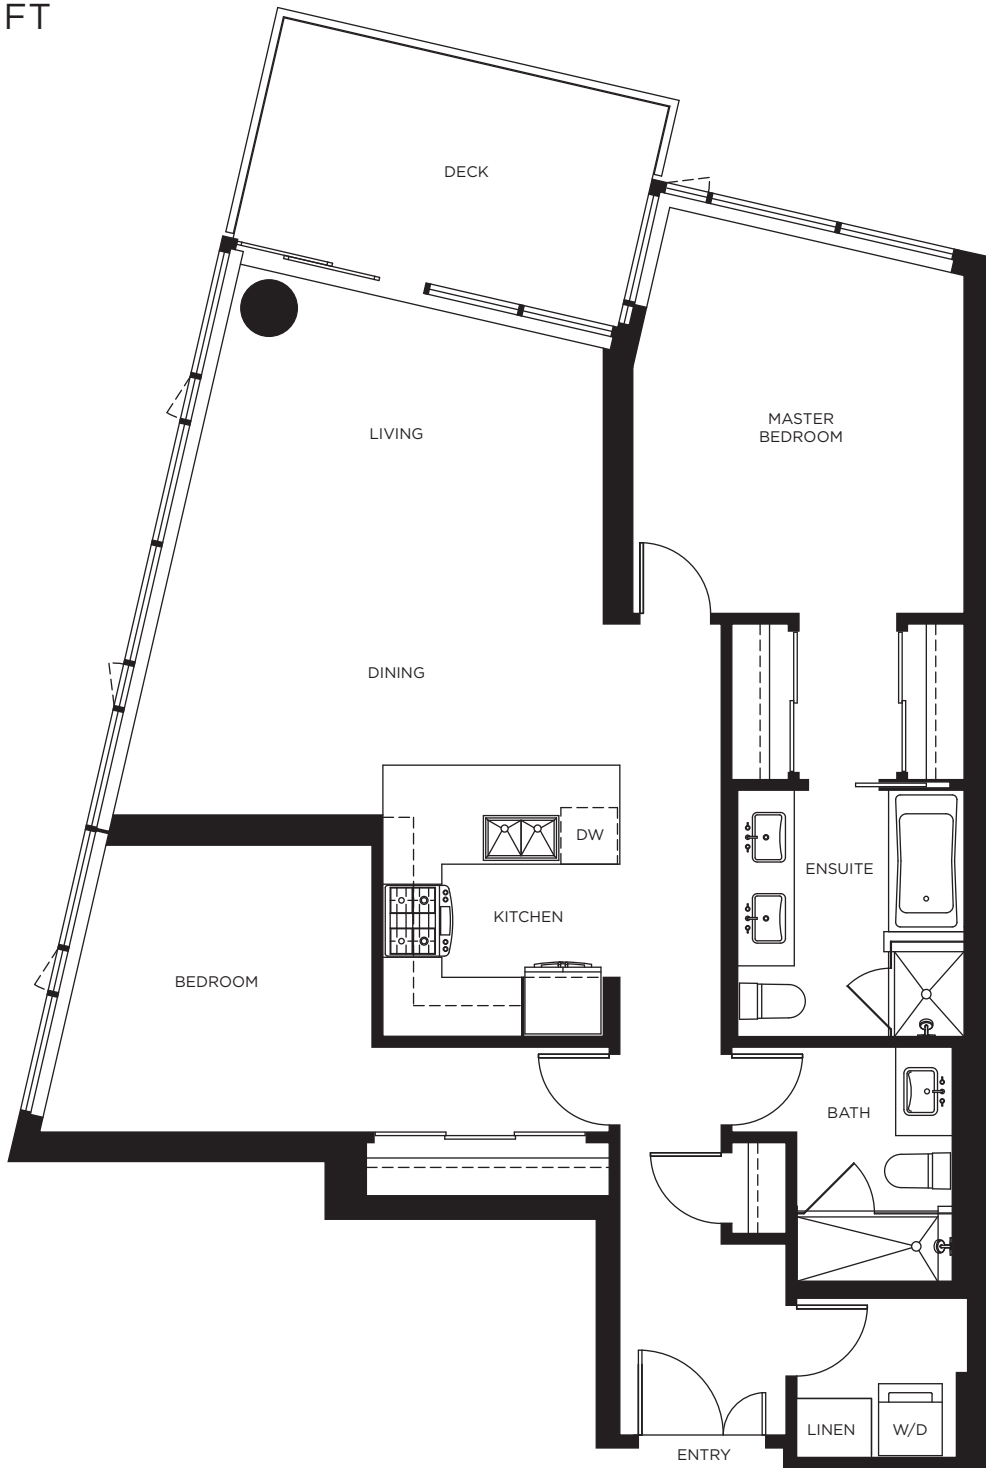 FT
DECK
LIVING
MASTER
BEDROOM
DINING
DW
ENSUITE
KITCHEN
BEDROOM
BATH
LINEN
W/D
ENTRY